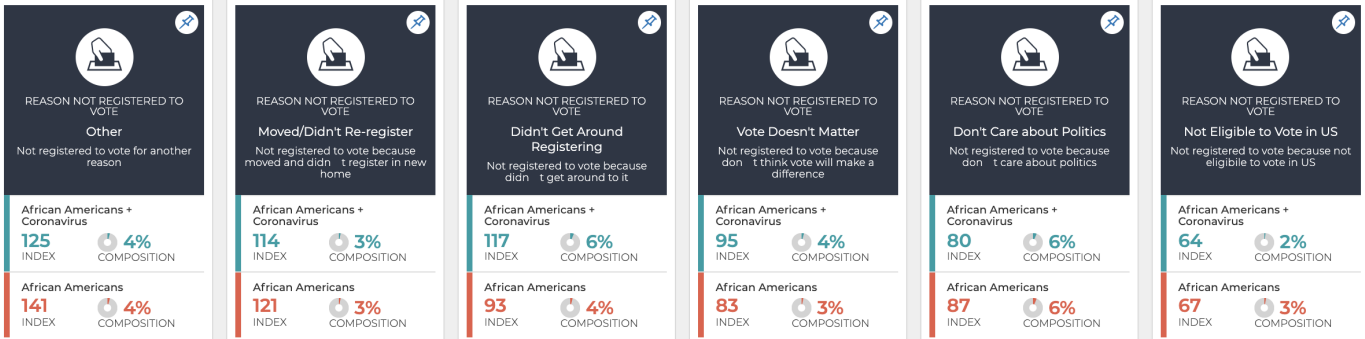 REASON NOT REGISTERED TO
VOTE
Other
Not registered to vote for another
reason
African Americans +
Coronavirus
125
4%
INDEX
COMPOSITION
African Americans
141
4%
INDEX
COMPOSITION
REASON NOT REGISTERED TO
VOTE
Moved/Didn't Re-register
Not registered to vote because
moved and didn t register in new
home
African Americans +
Coronavirus
114
3%
INDEX
COMPOSITION
African Americans
121
3%
INDEX
COMPOSITION
REASON NOT REGISTERED TO
VOTE
Didn't Get Around
Registering
Not registered to vote because
didn t get around to it
African Americans +
Coronavirus
117
6%
INDEX
COMPOSITION
African Americans
93
4%
INDEX
COMPOSITION
REASON NOT REGISTERED TO
VOTE
Vote Doesn't Matter
Not registered to vote because
don t think vote will make a
difference
African Americans +
Coronavirus
95
4%
INDEX
COMPOSITION
African Americans
83
3%
INDEX
COMPOSITION
REASON NOT REGISTERED TO
VOTE
Don't Care about Politics
Not registered to vote because
don t care about politics
African Americans +
Coronavirus
80
6%
INDEX
COMPOSITION
African Americans
87
6%
INDEX
COMPOSITION
REASON NOT REGISTERED TO
VOTE
Not Eligible to Vote in US
Not registered to vote because not
eligibile to vote in US
African Americans +
Coronavirus
64
2%
INDEX
COMPOSITION
African Americans
67
3%
INDEX
COMPOSITION